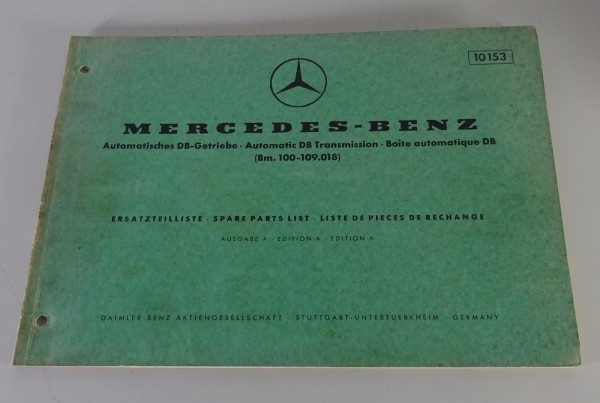 10153
MERCEDES-BENZ
Automatisches DB-Getriebe · Automatic DB Transmission · Boîte automatique DB
(Bm. 100-109.018)
ERSATZTEILLISTE · SPARE PARTS LIST · LISTE DE PIECES DE RECHANGE
AUSGABE A · EDITION A · EDITION A
DAIMLER-BENZ AKTIENGESELLSCHAFT · STUTTGART-UNTERTUERKHEIM · GERMANY